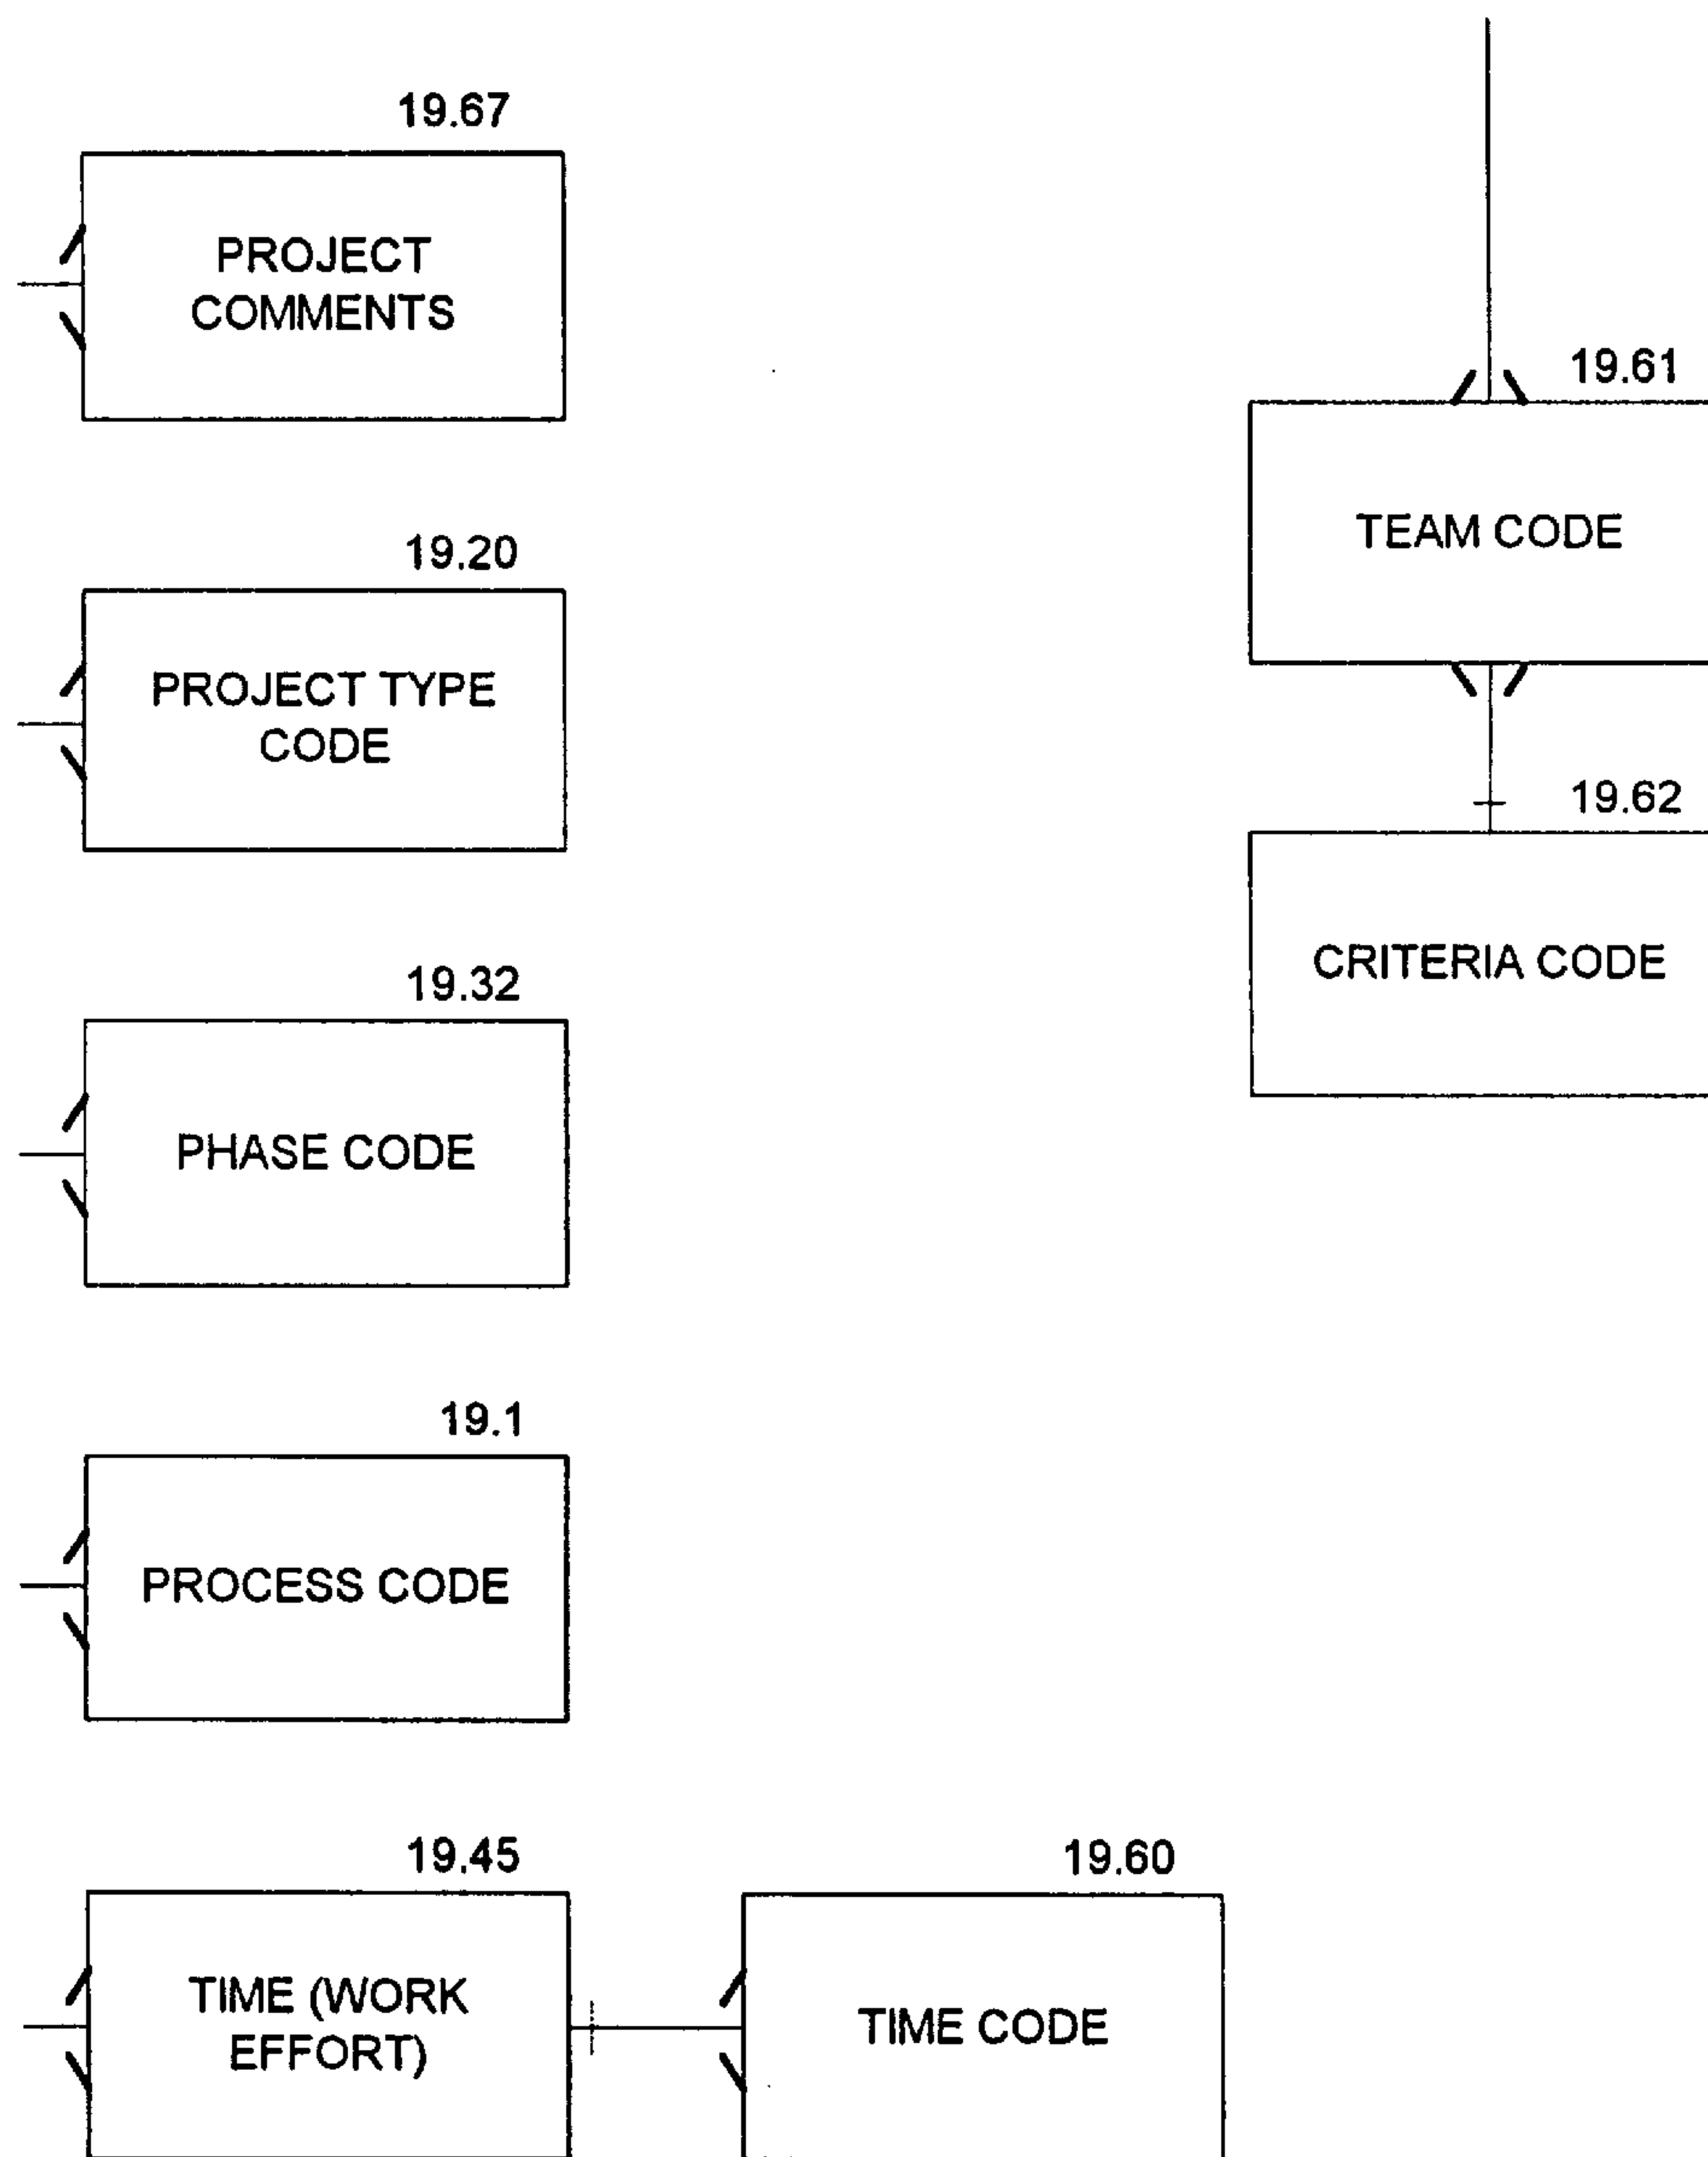 19.67
PROJECT
COMMENTS
19.20
PROJECT TYPE
CODE
19.32
PHASE CODE
19.1
PROCESS CODE
19.45
TIME (WORK
EFFORT)
19.60
TIME CODE
19.61
TEAM CODE
19.62
CRITERIA CODE